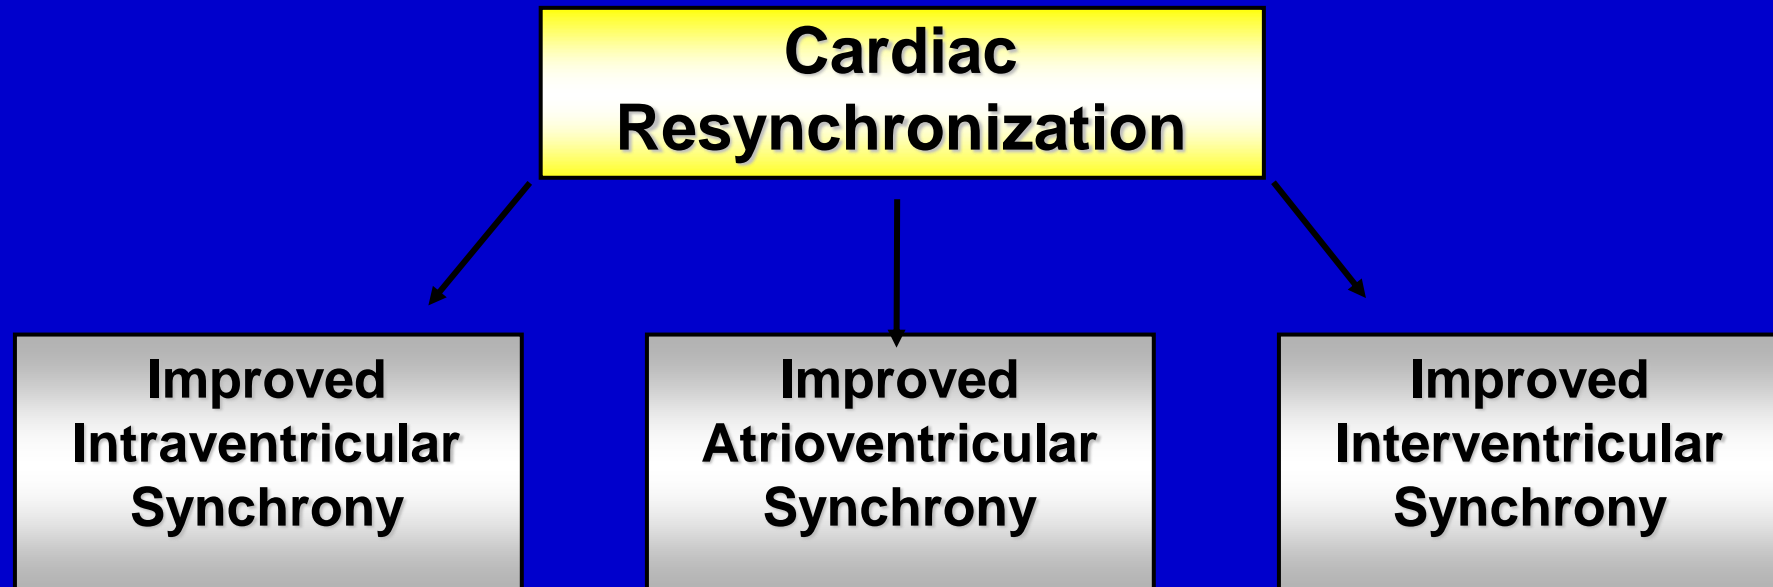 Cardiac
Resynchronization
Improved
Intraventricular
Synchrony
Improved
Atrioventricular
Synchrony
Improved
Interventricular
Synchrony